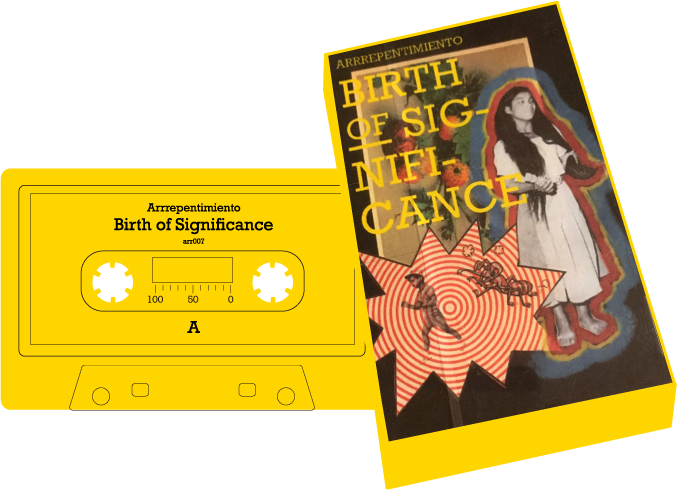 Arrrepentimiento
Birth of Significance
arr007
100 50 0
A
ARRREPENTIMIENTO
BIRTH
OF SIG-
NIFI-
CANCE